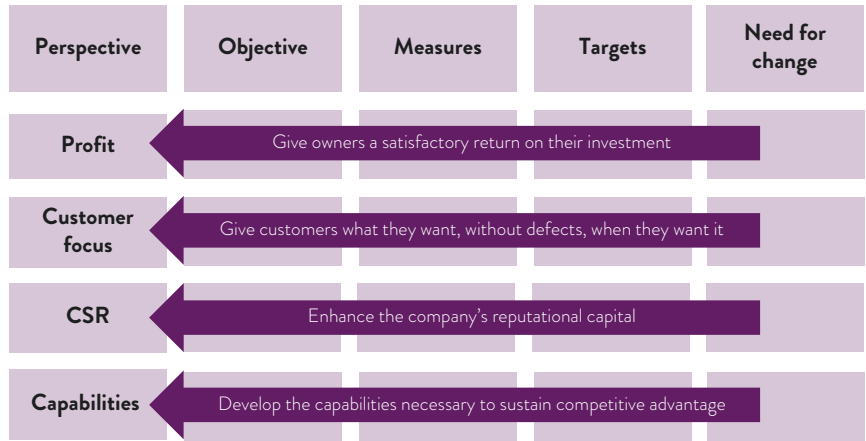 Perspective
Objective
Measures
Targets
Need for
change
Profit
Give owners a satisfactory return on their investment
Customer
focus
Give customers what they want, without defects, when they want it
CSR
Enhance the company's reputational capital
Capabilities
Develop the capabilities necessary to sustain competitive advantage